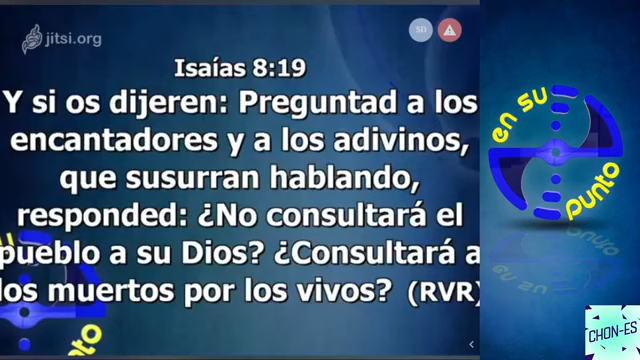 jitsi.org
SD
Isaías 8:19
Y si os dijeren: Preguntad a los
encantadores y a los adivinos,
que susurran hablando,
responded: ¿No consultará el
pueblo a su Dios? ¿Consultará a
los muertos por los vivos? (RVR)
en su
punto
CHON-ES